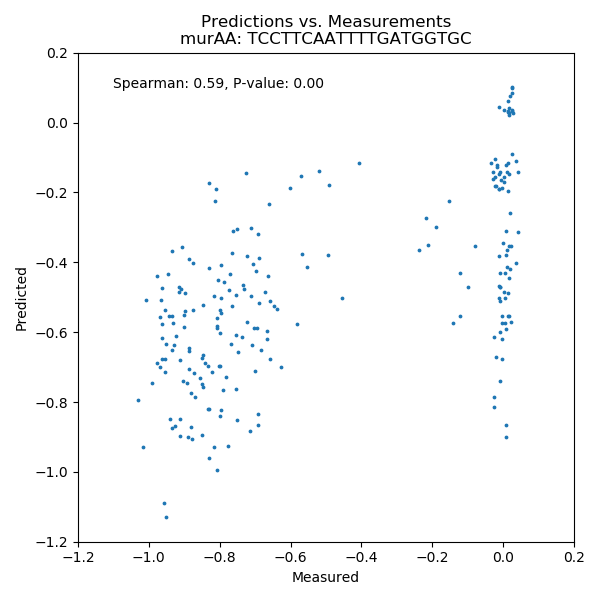 Predictions vs. Measurements
murAA: TCCTTCAATTTTGATGGTGC
Spearman: 0.59, P-value: 0.00
0.2
0.0
−0.2
−0.4
−0.6
−0.8
−1.0
−1.2
Predicted
−1.2 −1.0 −0.8 −0.6 −0.4 −0.2 0.0 0.2
Measured